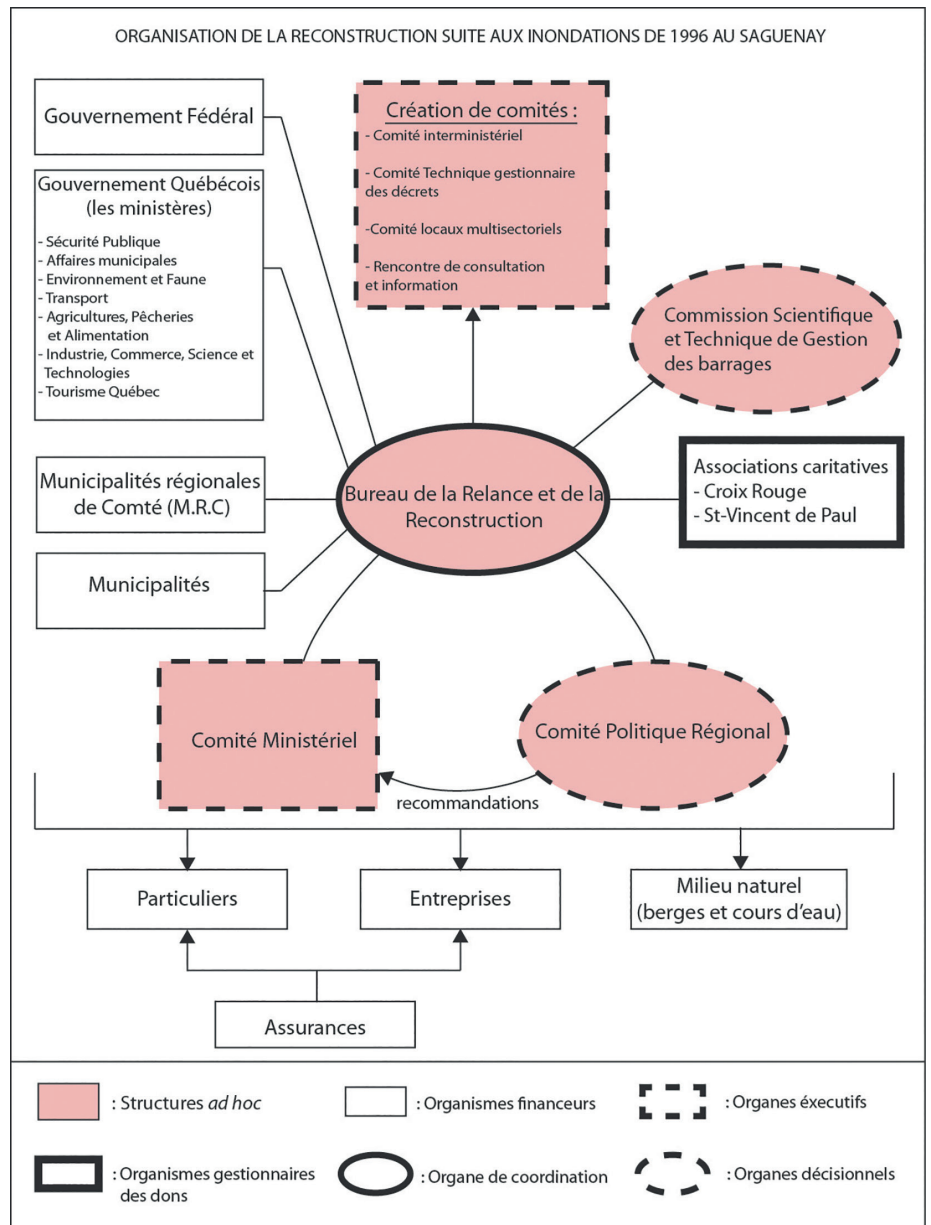 ORGANISATION DE LA RECONSTRUCTION SUITE AUX INONDATIONS DE 1996 AU SAGUENAY
Gouvernement Fédéral
Gouvernement Québécois
(les ministères)
- Sécurité Publique
- Affaires municipales
- Environnement et Faune
- Transport
- Agricultures, Pêcheries
et Alimentation
- Industrie, Commerce, Science et
Technologies
- Tourisme Québec
Municipalités régionales
de Comté (M.R.C)
Municipalités
Création de comités :
- Comité interministériel
- Comité Technique gestionnaire
des décrets
-Comité locaux multisectoriels
- Rencontre de consultation
et information
Commission Scientifique
et Technique de Gestion
des barrages
Bureau de la Relance et de la
Reconstruction
Associations caritatives
- Croix Rouge
- St-Vincent de Paul
Comité Ministériel
Comité Politique Régional
recommandations
Particuliers
Entreprises
Milieu naturel
(berges et cours d'eau)
Assurances
: Structures ad hoc
: Organismes financeurs
: Organes éxecutifs
: Organismes gestionnaires
des dons
: Organe de coordination
: Organes décisionnels